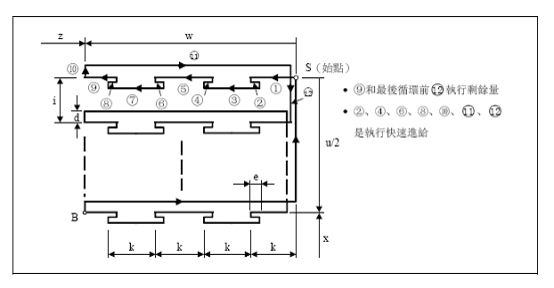 z
w
⑩
⑪
S (始點)
⑨
⑦
⑤
③
①
⑧
⑥
④
②
⑫
i
d
u/2
e
B
x
k
k
k
k
• ⑨和最後循環前⑫執行剩餘量
• ②、④、⑥、⑧、⑩、⑪、⑫
是執行快速進給